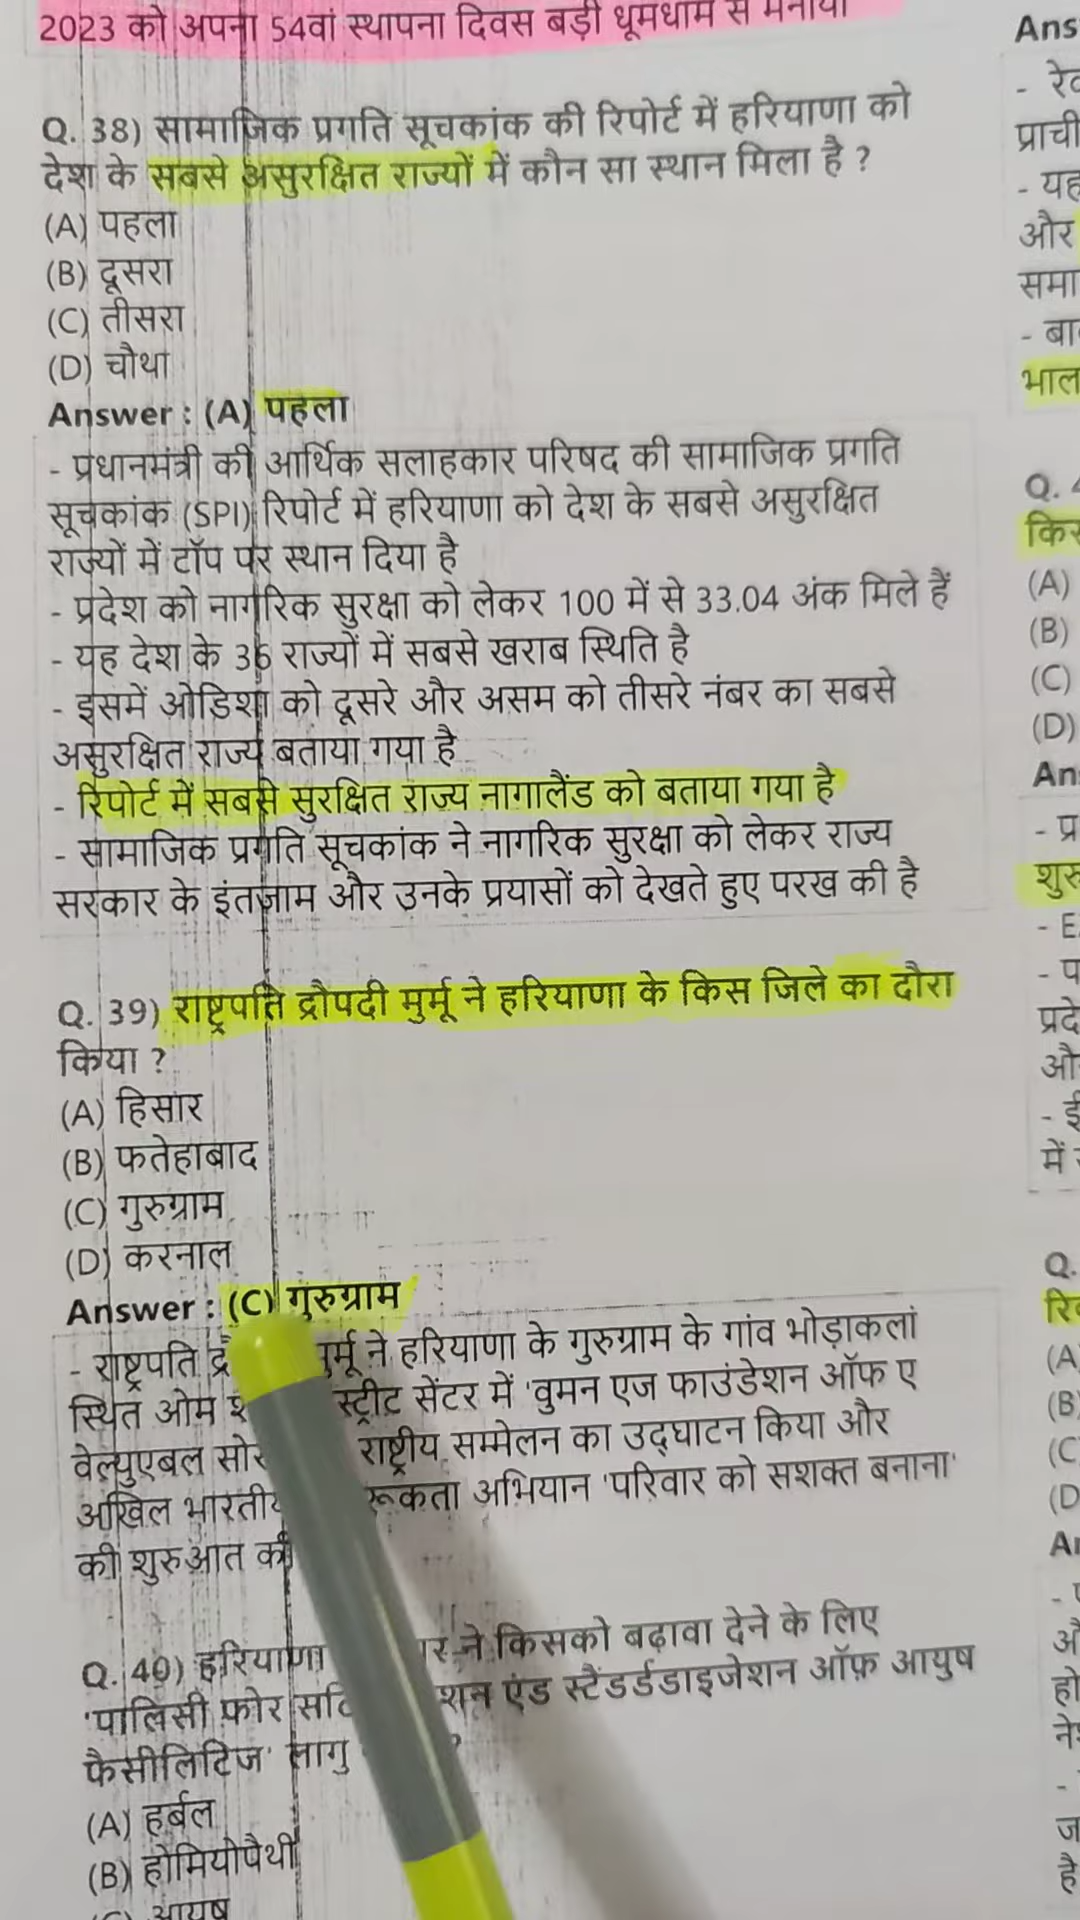 2023 को अपना 54वां स्थापना दिवस बड़ी धूमधाम से मनाया
Q. 38) सामाजिक प्रगति सूचकांक की रिपोर्ट में हरियाणा को
देश के सबसे असुरक्षित राज्यों में कौन सा स्थान मिला है ?
(A) पहला
(B) दूसरा
(C) तीसरा
(D) चौथा
Answer : (A) पहला
- प्रधानमंत्री की आर्थिक सलाहकार परिषद की सामाजिक प्रगति
सूचकांक (SPI) रिपोर्ट में हरियाणा को देश के सबसे असुरक्षित
राज्यों में टॉप पर स्थान दिया है
- प्रदेश को नागरिक सुरक्षा को लेकर 100 में से 33.04 अंक मिले हैं
- यह देश के 36 राज्यों में सबसे खराब स्थिति है
- इसमें ओडिशा को दूसरे और असम को तीसरे नंबर का सबसे
असुरक्षित राज्य बताया गया है
- रिपोर्ट में सबसे सुरक्षित राज्य नागालैंड को बताया गया है
- सामाजिक प्रगति सूचकांक ने नागरिक सुरक्षा को लेकर राज्य
सरकार के इंतजाम और उनके प्रयासों को देखते हुए परख की है
Q. 39) राष्ट्रपति द्रौपदी मुर्मू ने हरियाणा के किस जिले का दौरा
किया ?
(A) हिसार
(B) फतेहाबाद
(C) गुरुग्राम
(D) करनाल
Answer : (C) गुरुग्राम
- राष्ट्रपति मुर्मू ने हरियाणा के गुरुग्राम के गांव भोड़ाकलां
स्थित ओम स्ट्रीट सेंटर में 'वुमन एज फाउंडेशन ऑफ ए
वेल्युएबल राष्ट्रीय सम्मेलन का उद्घाटन किया और
अखिल अभियान 'परिवार को सशक्त बनाना'
की शुरुआत की
Q. 40) हरियाणा ने किसको बढ़ावा देने के लिए
'पालिसी फ़ोर एंड स्टैंडर्डडाइजेशन ऑफ़ आयुष
फैसीलिटिज' लागु ?
(A) हर्बल
(B) होमियोपैथी
(C) आयुष
Ans
- यह
और
Q.
(A)
(B)
(C)
(D)
- प्र
Q.
(A
(B
(C
(D